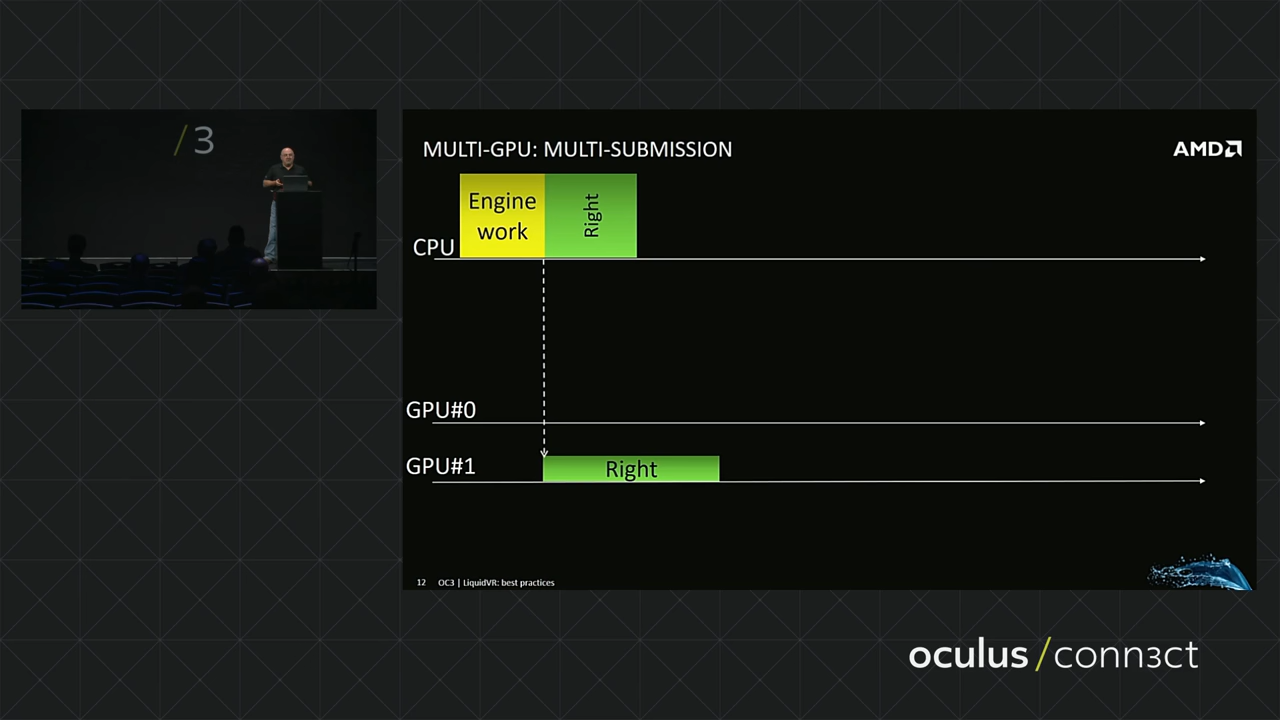 /3
MULTI-GPU: MULTI-SUBMISSION
AMD
Engine
work
Right
CPU
GPU#0
GPU#1
Right
12 OC3 | LiquidVR: best practices
oculus/conn3ct